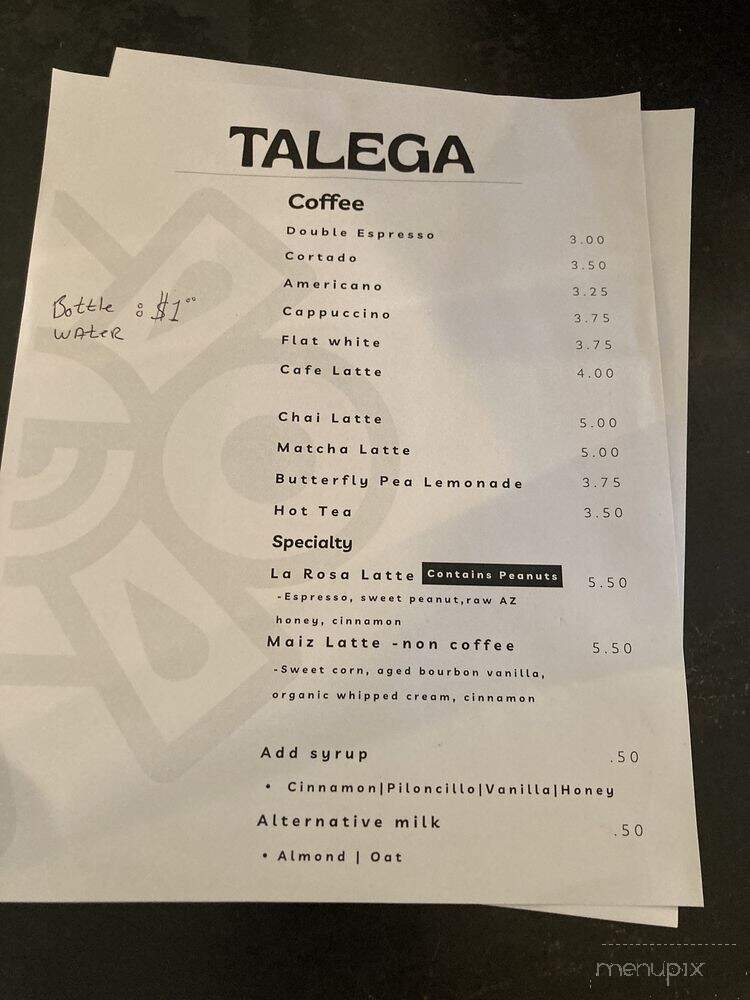 TALEGA
Coffee
Double Espresso 3.00
Cortado 3.50
Americano 3.25
Cappuccino 3.75
Flat white 3.75
Cafe Latte 4.00
Bottle : $1⁰⁰
WAteR
Chai Latte 5.00
Matcha Latte 5.00
Butterfly Pea Lemonade 3.75
Hot Tea 3.50
Specialty
La Rosa Latte Contains Peanuts 5.50
-Espresso, sweet peanut,raw AZ
honey, cinnamon
Maiz Latte -non coffee 5.50
-Sweet corn, aged bourbon vanilla,
organic whipped cream, cinnamon
Add syrup .50
• Cinnamon|Piloncillo|Vanilla|Honey
Alternative milk .50
• Almond | Oat
menupix